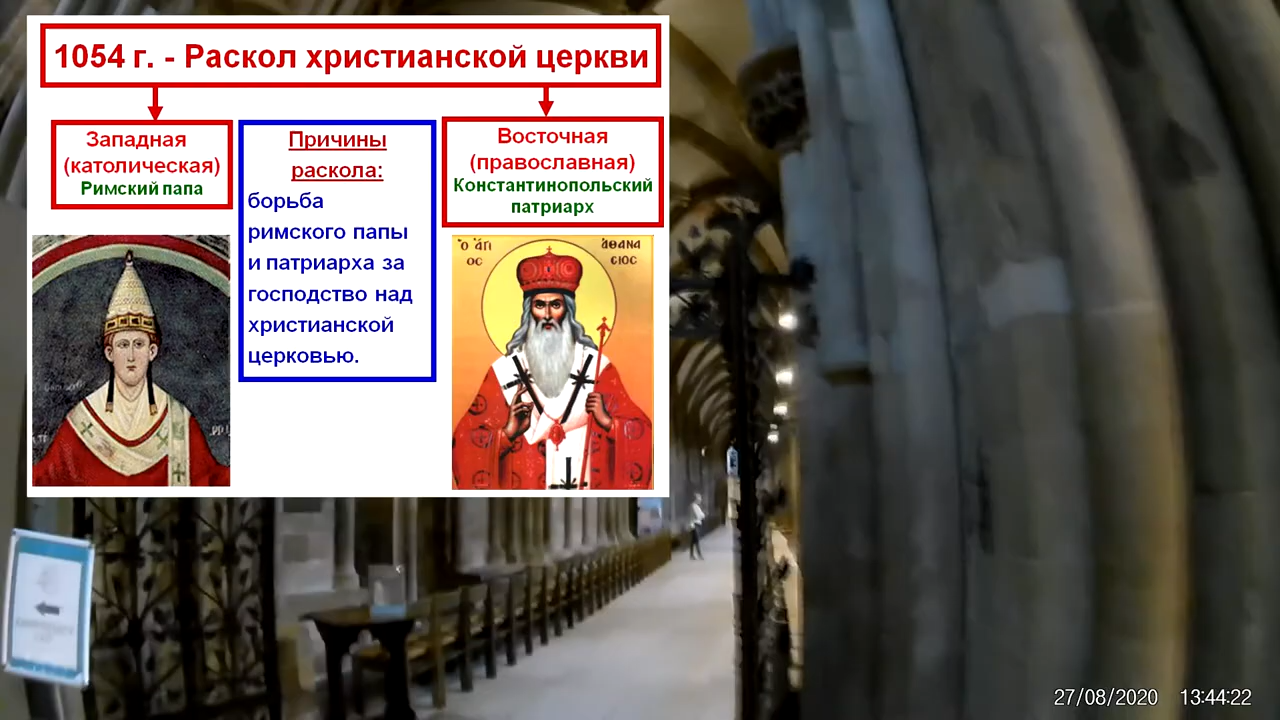 1054 г. - Раскол христианской церкви
Западная
(католическая)
Римский папа
Причины
раскола:
борьба
римского папы
и патриарха за
господство над
христианской
церковью.
Восточная
(православная)
Константинопольский
патриарх
27/08/2020 13:44:22